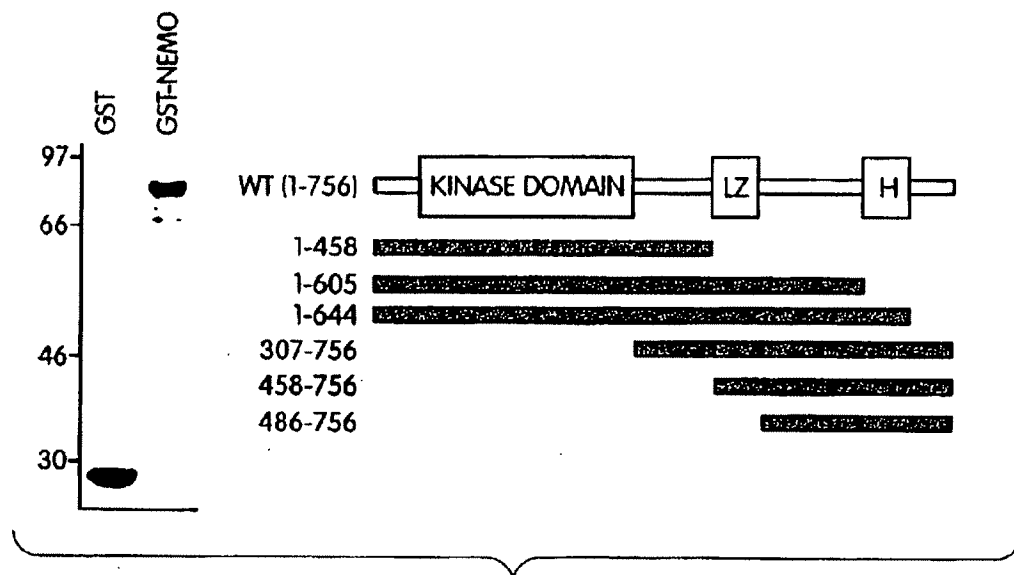 GST
GST-NEMO
97
66
46
30
WT (1-756)
KINASE DOMAIN
LZ
H
1-458
1-605
1-644
307-756
458-756
486-756